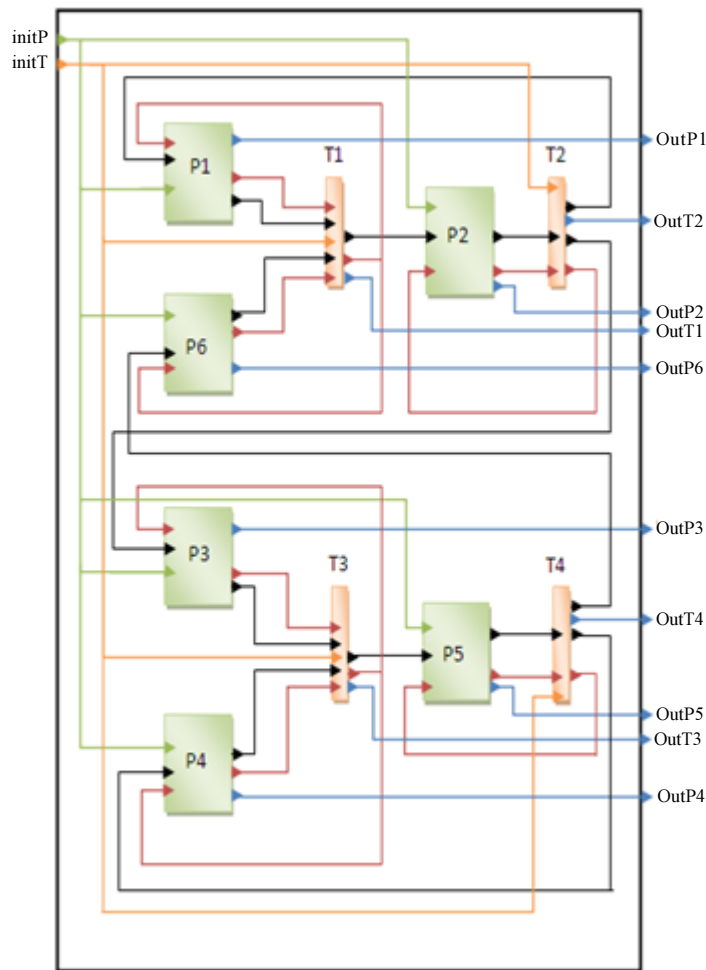 initP
initT
OutP1
T1
T2
P1
OutT2
P2
OutP2
OutT1
P6
OutP6
OutP3
P3
T3
T4
OutT4
P5
OutP5
OutT3
P4
OutP4